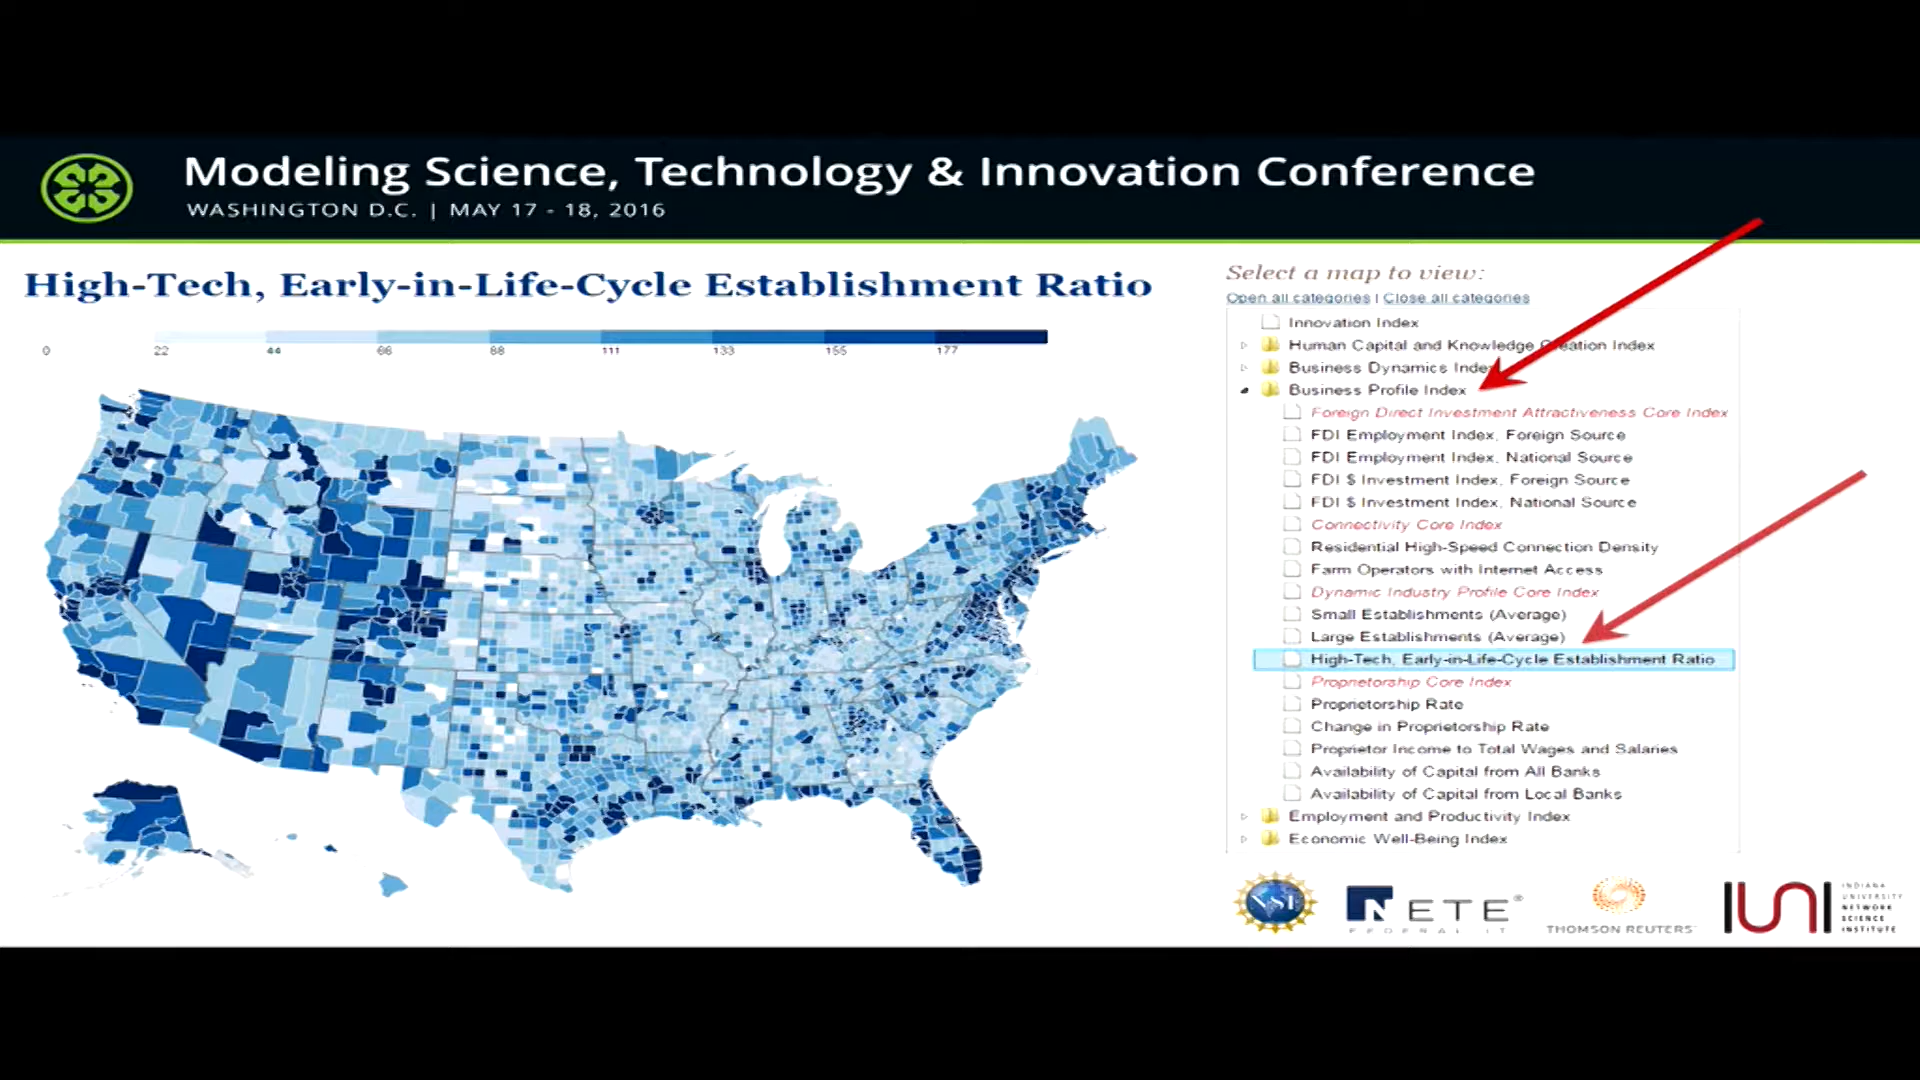 Modeling Science, Technology & Innovation Conference
WASHINGTON D.C. | MAY 17 - 18, 2016
High-Tech, Early-in-Life-Cycle Establishment Ratio
0 22 44 66 88 111 133 155 177
Select a map to view:
Open all categories | Close all categories
Innovation Index
Human Capital and Knowledge Creation Index
Business Dynamics Index
Business Profile Index
Foreign Direct Investment Attractiveness Core Index
FDI Employment Index, Foreign Source
FDI Employment Index, National Source
FDI $ Investment Index, Foreign Source
FDI $ Investment Index, National Source
Connectivity Core Index
Residential High-Speed Connection Density
Farm Operators with Internet Access
Dynamic Industry Profile Core Index
Small Establishments (Average)
Large Establishments (Average)
High-Tech, Early-in-Life-Cycle Establishment Ratio
Proprietorship Core Index
Proprietorship Rate
Change in Proprietorship Rate
Proprietor Income to Total Wages and Salaries
Availability of Capital from All Banks
Availability of Capital from Local Banks
Employment and Productivity Index
Economic Well-Being Index
NSF
NETE®
FEDERAL IT
THOMSON REUTERS
IUNI
INDIANA
UNIVERSITY
NETWORK
SCIENCE
INSTITUTE